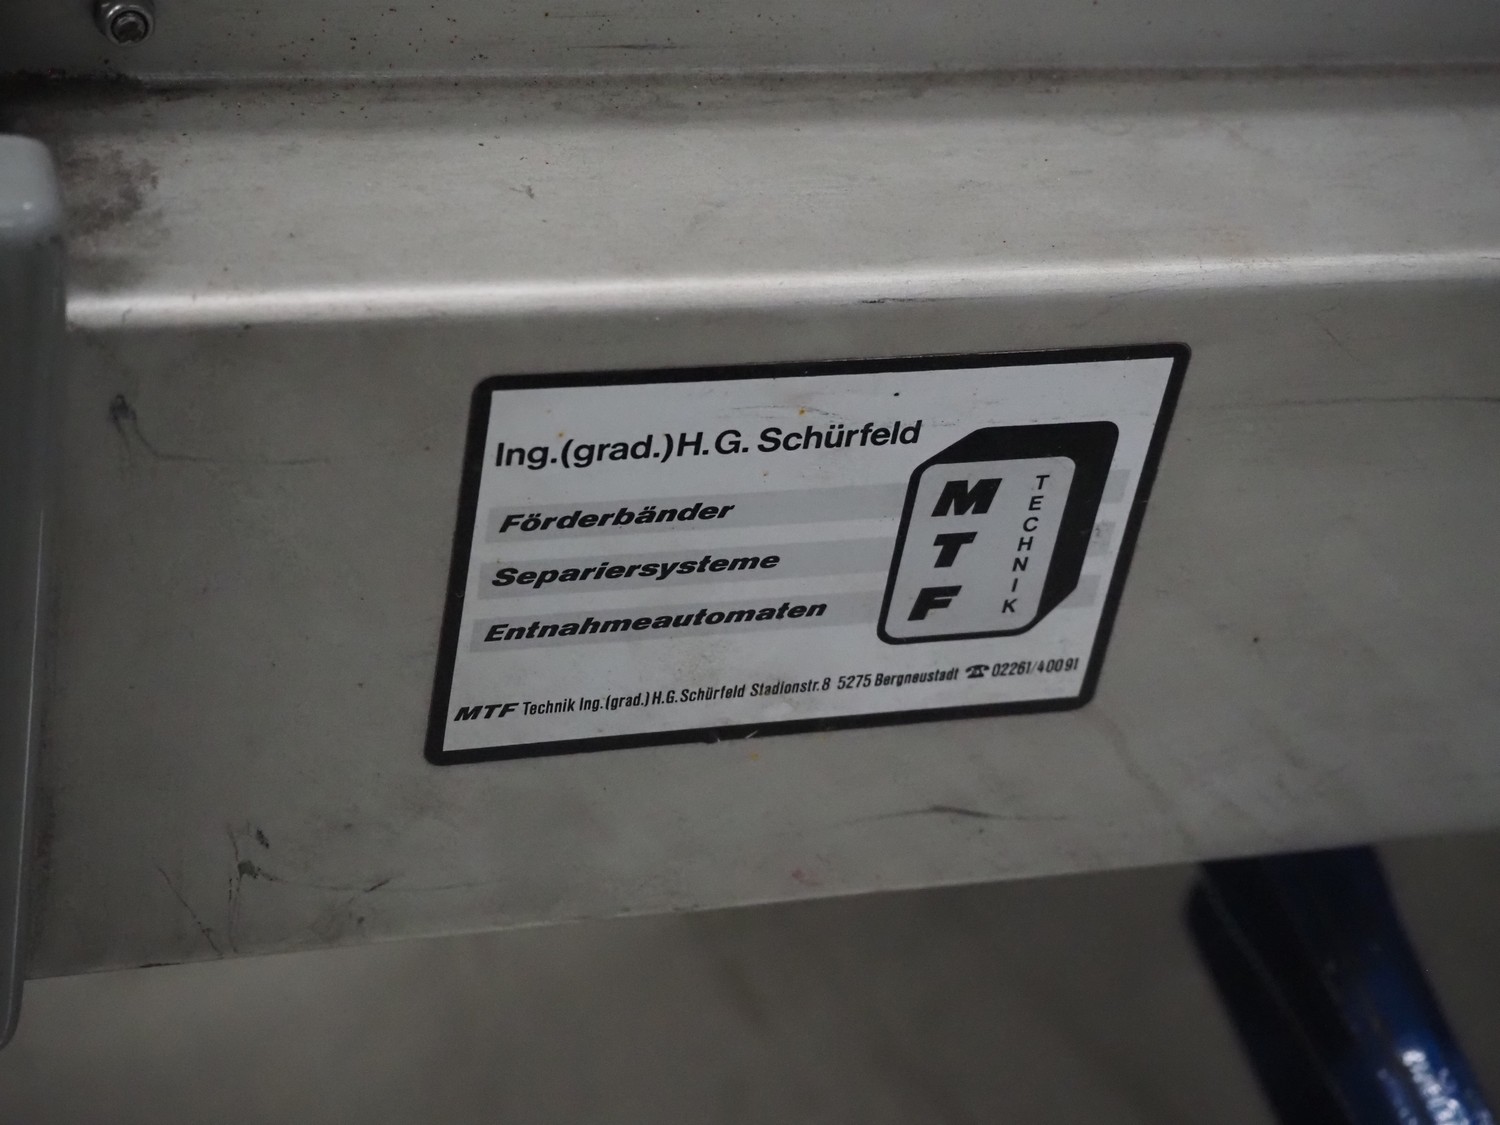 Ing.(grad.)H.G. Schürfeld
Förderbänder
Separiersysteme
Entnahmeautomaten
MTF
TECHNIK
MTF Technik Ing.(grad.) H.G. Schürfeld Stadionstr. 8 5275 Bergneustadt ☎ 02261/40091